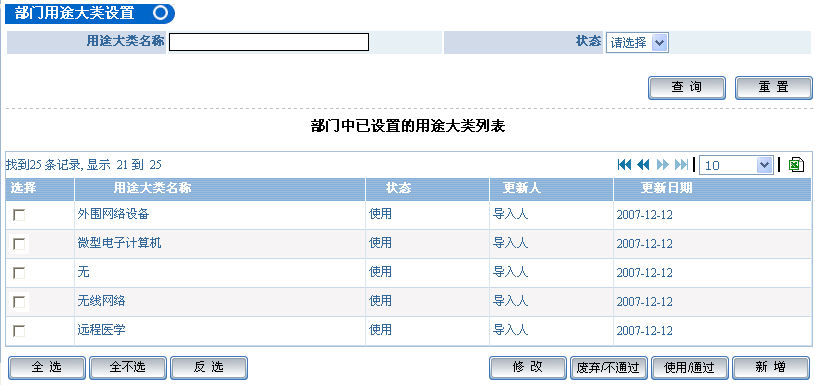 部门用途大类设置
用途大类名称 状态 请选择
查 询 重 置
部门中已设置的用途大类列表
找到25 条记录, 显示 21 到 25 10
选择 用途大类名称 状态 更新人 更新日期
外围网络设备 使用 导入人 2007-12-12
微型电子计算机 使用 导入人 2007-12-12
无 使用 导入人 2007-12-12
无线网络 使用 导入人 2007-12-12
远程医学 使用 导入人 2007-12-12
全 选 全不选 反 选 修 改 废弃/不通过 使用/通过 新 增